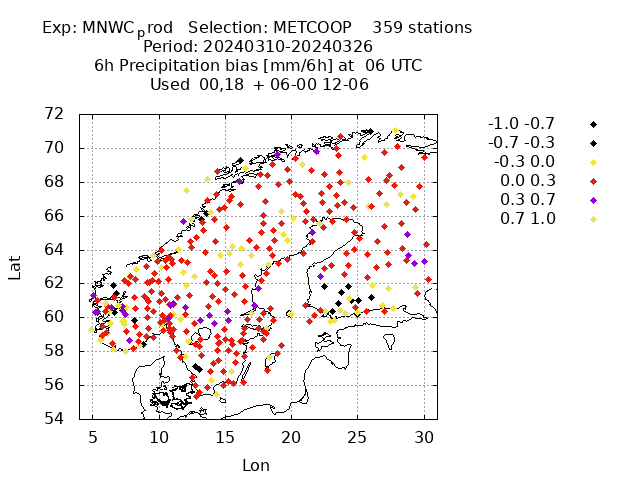 Exp: MNWC_prod   Selection: METCOOP    359 stations
Period: 20240310-20240326
6h Precipitation bias [mm/6h] at  06 UTC
Used 00,18  + 06-00 12-06
-1.0 -0.7
-0.7 -0.3
-0.3 0.0
0.0 0.3
0.3 0.7
0.7 1.0
72
70
68
66
64
62
60
58
56
54
Lat
5 10 15 20 25 30
Lon